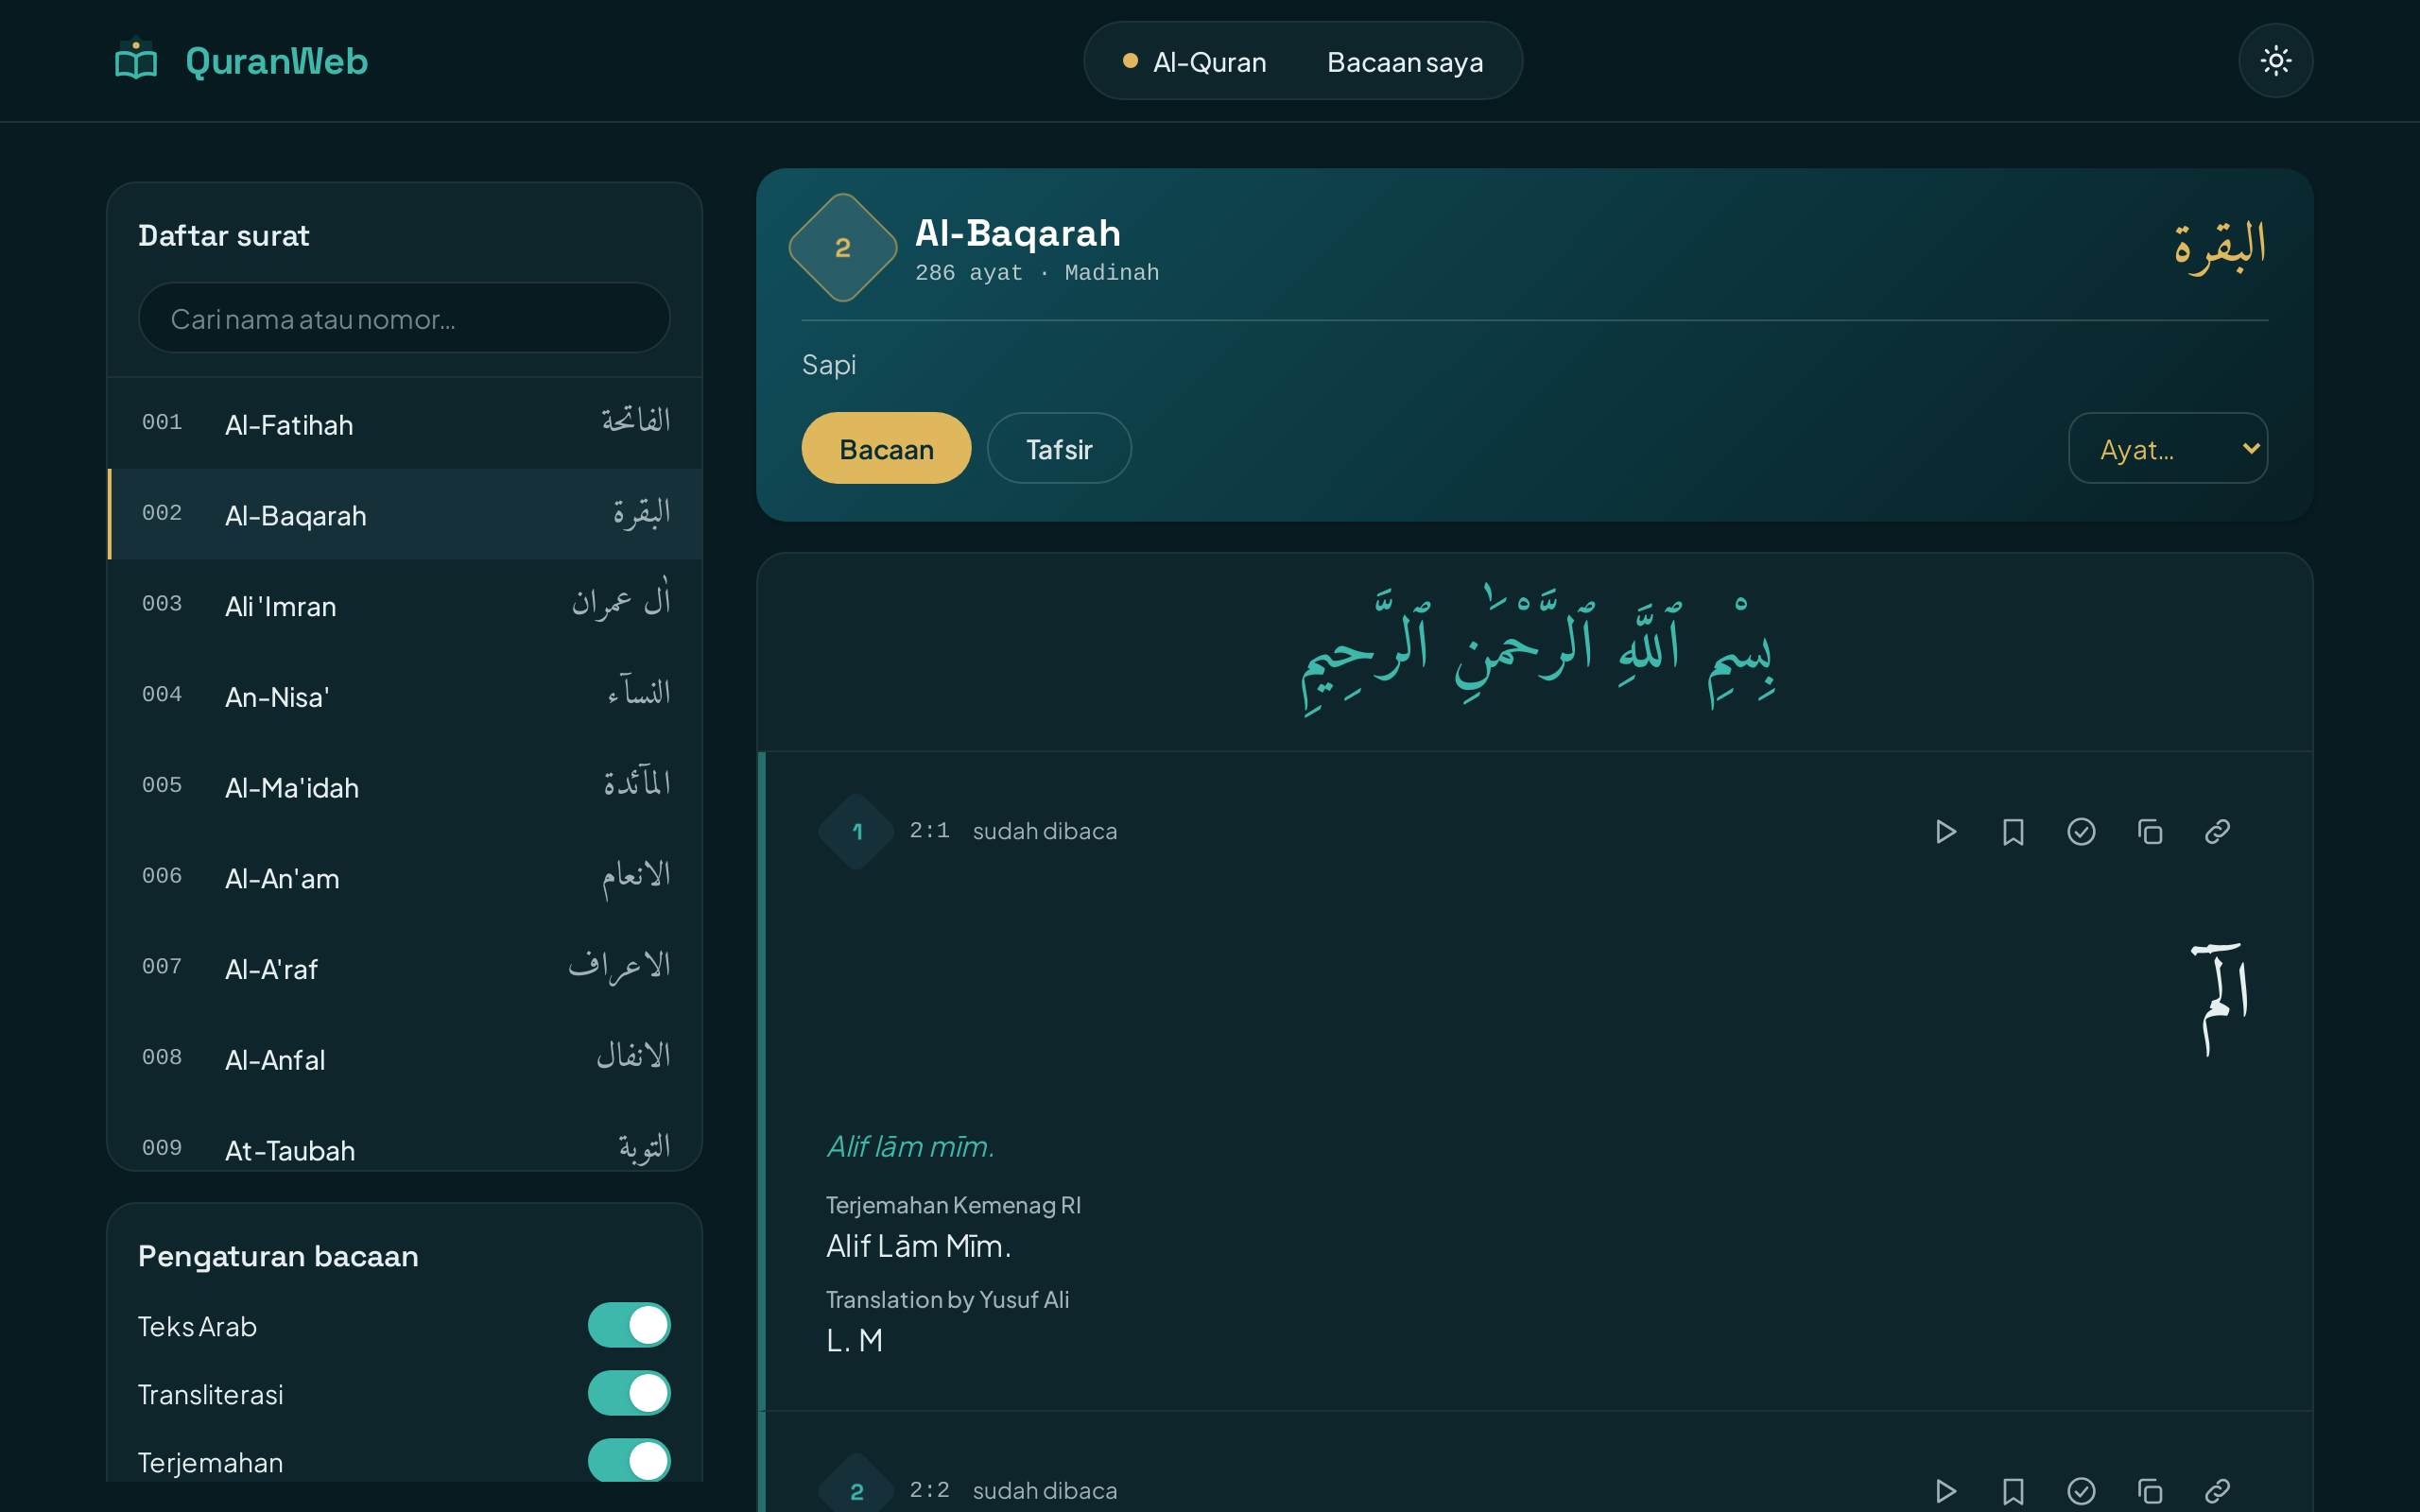 QuranWeb
Al-Quran
Bacaan saya
Daftar surat
Cari nama atau nomor...
001 Al-Fatihah الفاتحة
002 Al-Baqarah البقرة
003 Ali 'Imran اٰل عمران
004 An-Nisa' النساۤء
005 Al-Ma'idah الماۤئدة
006 Al-An'am الانعام
007 Al-A'raf الاعراف
008 Al-Anfal الانفال
009 At-Taubah التوبة
Pengaturan bacaan
Teks Arab
Transliterasi
Terjemahan
2 Al-Baqarah البقرة
286 ayat · Madinah
Sapi
Bacaan
Tafsir
Ayat...
بِسْمِ ٱللَّهِ ٱلرَّحْمَٰنِ ٱلرَّحِيمِ
1 2:1 sudah dibaca
الۤمۤ
Alif lām mīm.
Terjemahan Kemenag RI
Alif Lām Mīm.
Translation by Yusuf Ali
L. M
2 2:2 sudah dibaca